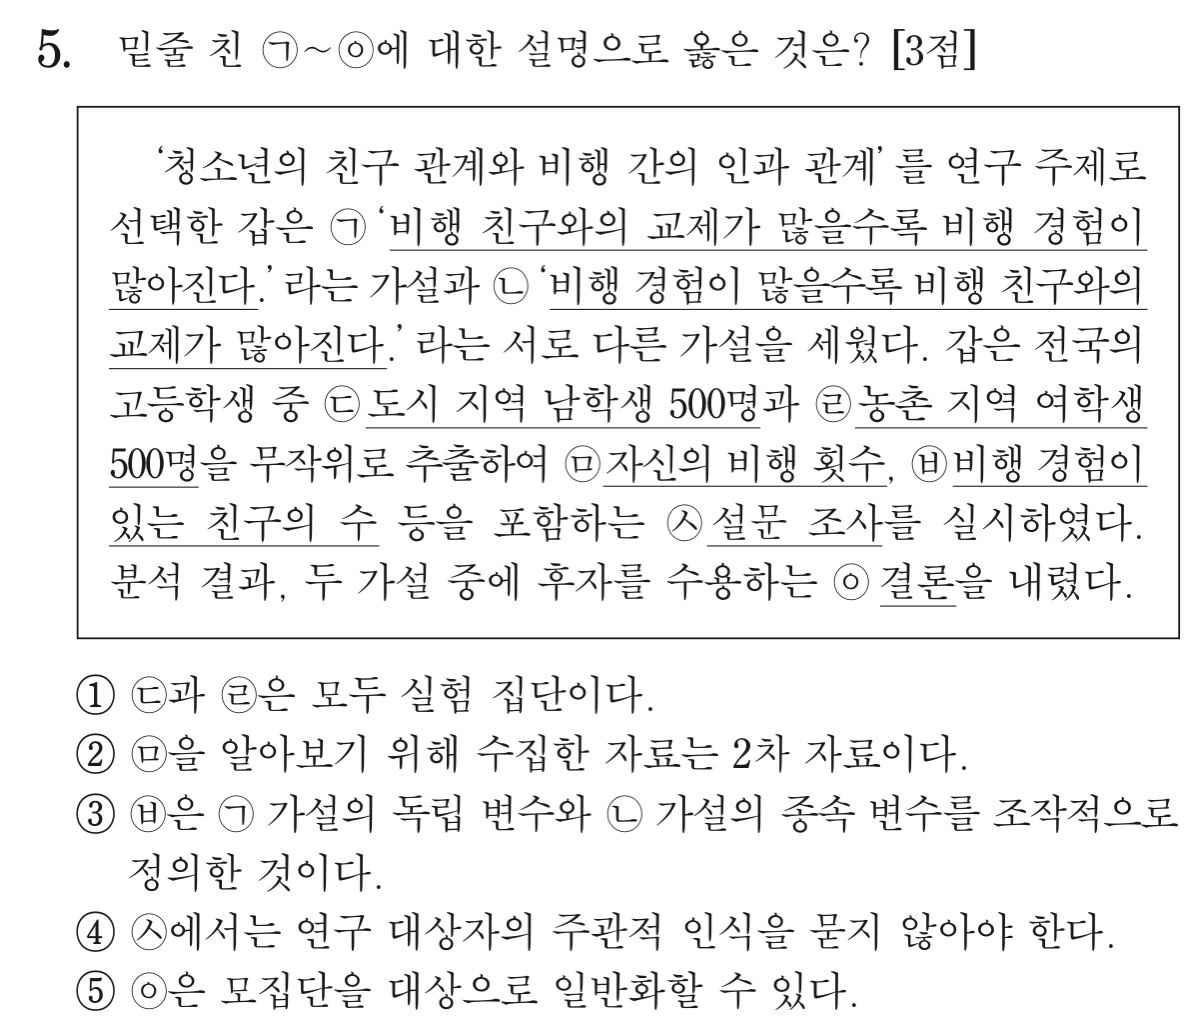 5. 밑줄 친 ㉠~㉧에 대한 설명으로 옳은 것은? [3점]
‘청소년의 친구 관계와 비행 간의 인과 관계’를 연구 주제로
선택한 갑은 ㉠ ‘비행 친구와의 교제가 많을수록 비행 경험이
많아진다.’라는 가설과 ㉡ ‘비행 경험이 많을수록 비행 친구와의
교제가 많아진다.’라는 서로 다른 가설을 세웠다. 갑은 전국의
고등학생 중 ㉢ 도시 지역 남학생 500명과 ㉣ 농촌 지역 여학생
500명을 무작위로 추출하여 ㉤ 자신의 비행 횟수, ㉥ 비행 경험이
있는 친구의 수 등을 포함하는 ㉦ 설문 조사를 실시하였다.
분석 결과, 두 가설 중에 후자를 수용하는 ㉧ 결론을 내렸다.
① ㉢과 ㉣은 모두 실험 집단이다.
② ㉤을 알아보기 위해 수집한 자료는 2차 자료이다.
③ ㉥은 ㉠ 가설의 독립 변수와 ㉡ 가설의 종속 변수를 조작적으로
정의한 것이다.
④ ㉦에서는 연구 대상자의 주관적 인식을 묻지 않아야 한다.
⑤ ㉧은 모집단을 대상으로 일반화할 수 있다.